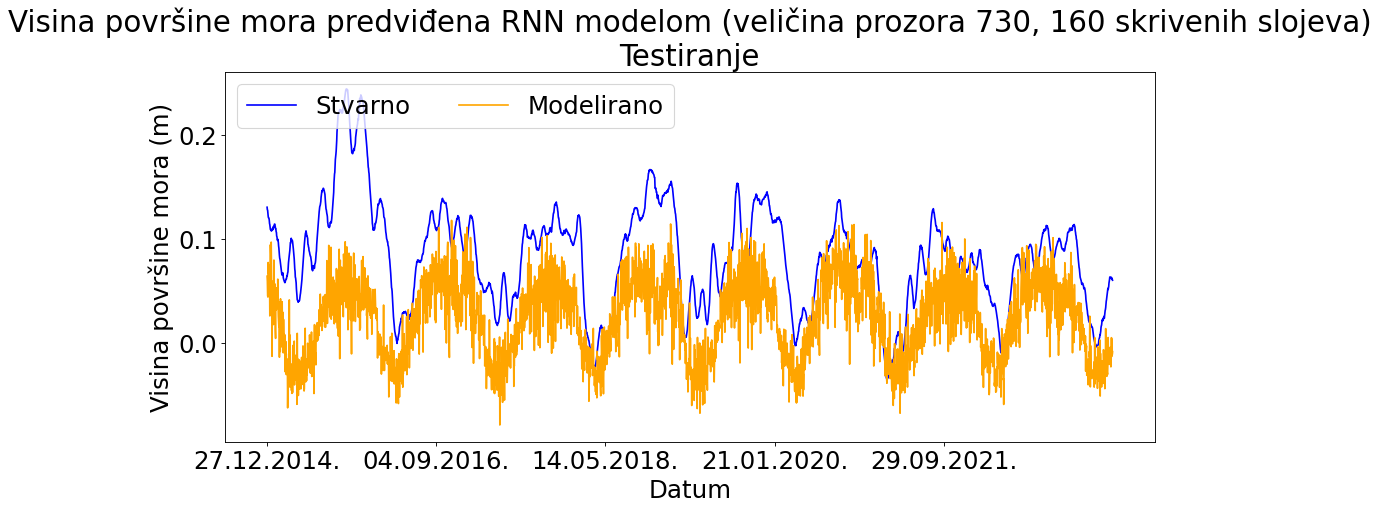 Visina površine mora predviđena RNN modelom (veličina prozora 730, 160 skrivenih slojeva)
Testiranje
Stvarno Modelirano
Visina površine mora (m)
0.2
0.1
0.0
27.12.2014. 04.09.2016. 14.05.2018. 21.01.2020. 29.09.2021.
Datum